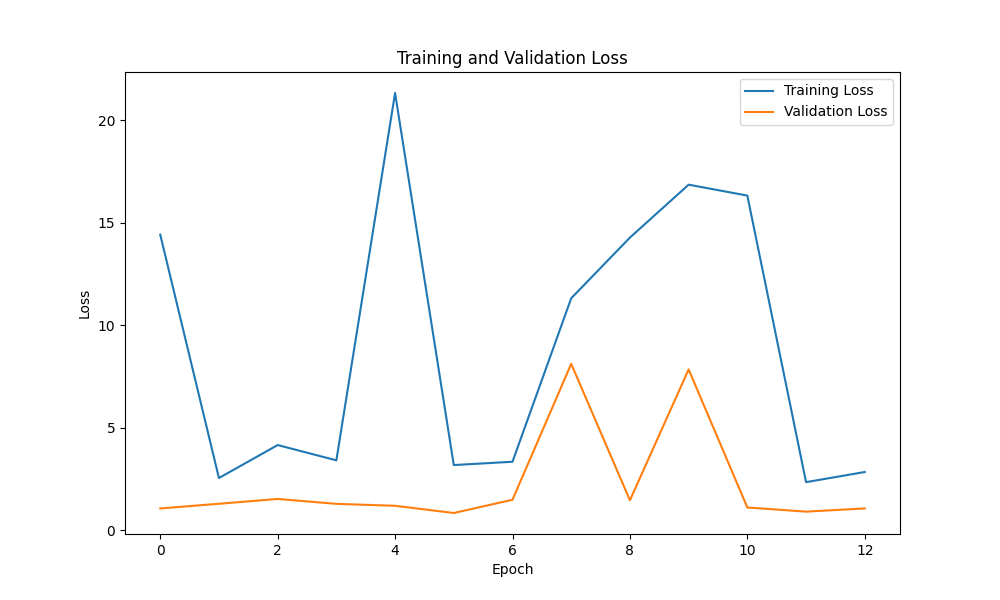 Training and Validation Loss
Training Loss
Validation Loss
Loss
20
15
10
5
0
0 2 4 6 8 10 12
Epoch